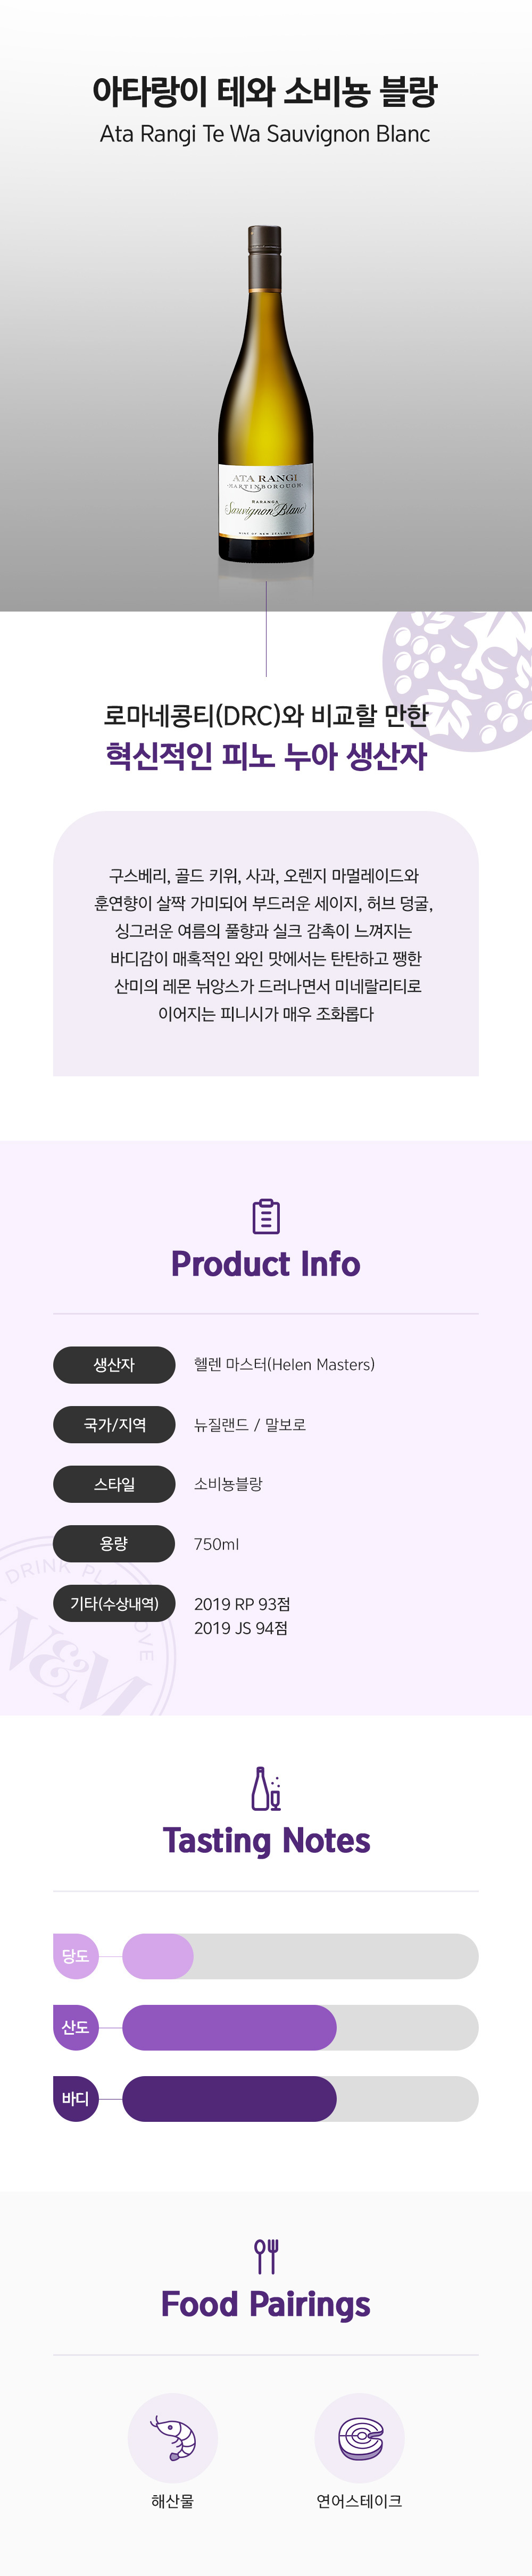 아타랑이 테와 소비뇽 블랑
Ata Rangi Te Wa Sauvignon Blanc
ATA RANGI
MARTINBOROUGH
RARANGA
Sauvignon Blanc
WINE OF NEW ZEALAND
로마네콩티(DRC)와 비교할 만한
혁신적인 피노 누아 생산자
구스베리, 골드 키위, 사과, 오렌지 마멀레이드와
훈연향이 살짝 가미되어 부드러운 세이지, 허브 덩굴,
싱그러운 여름의 풀향과 실크 감촉이 느껴지는
바디감이 매혹적인 와인 맛에서는 탄탄하고 쨍한
산미의 레몬 뉘앙스가 드러나면서 미네랄리티로
이어지는 피니시가 매우 조화롭다
Product Info
생산자 헬렌 마스터(Helen Masters)
국가/지역 뉴질랜드 / 말보로
스타일 소비뇽블랑
용량 750ml
기타(수상내역) 2019 RP 93점
2019 JS 94점
DRINK
W&M
Tasting Notes
당도
산도
바디
Food Pairings
해산물 연어스테이크